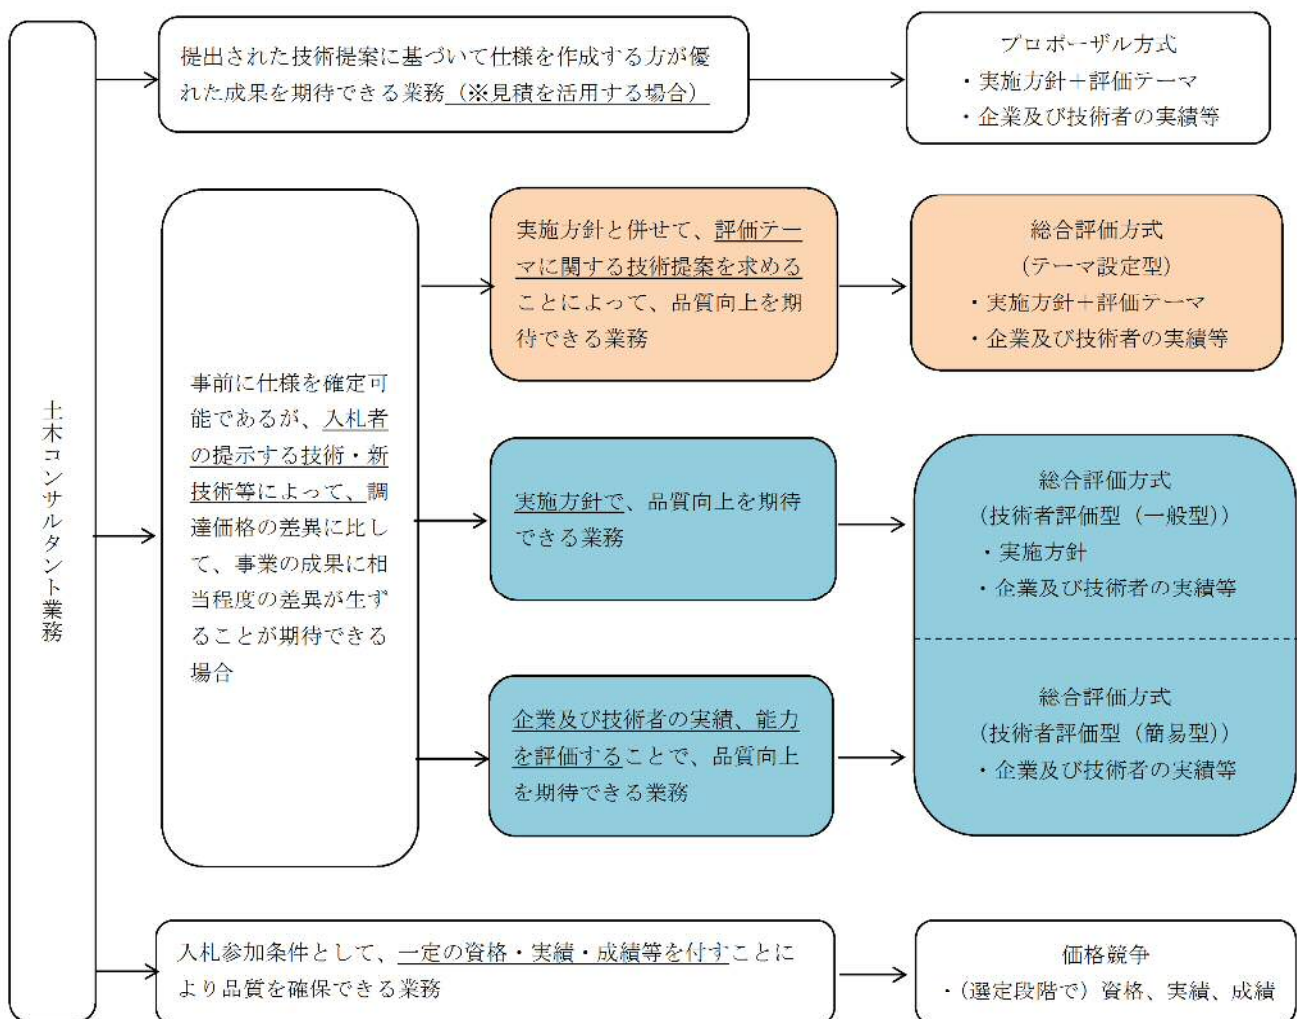 土木コンサルタント業務
提出された技術提案に基づいて仕様を作成する方が優
れた成果を期待できる業務（※見積を活用する場合）
プロポーザル方式
・実施方針＋評価テーマ
・企業及び技術者の実績等
事前に仕様を確定可
能であるが、入札者
の提示する技術・新
技術等によって、調
達価格の差異に比し
て、事業の成果に相
当程度の差異が生ず
ることが期待できる
場合
実施方針と併せて、評価テー
マに関する技術提案を求める
ことによって、品質向上を期
待できる業務
総合評価方式
（テーマ設定型）
・実施方針＋評価テーマ
・企業及び技術者の実績等
実施方針で、品質向上を期待
できる業務
総合評価方式
（技術者評価型（一般型））
・実施方針
・企業及び技術者の実績等
企業及び技術者の実績、能力
を評価することで、品質向上
を期待できる業務
総合評価方式
（技術者評価型（簡易型））
・企業及び技術者の実績等
入札参加条件として、一定の資格・実績・成績等を付すことに
より品質を確保できる業務
価格競争
・（選定段階で）資格、実績、成績